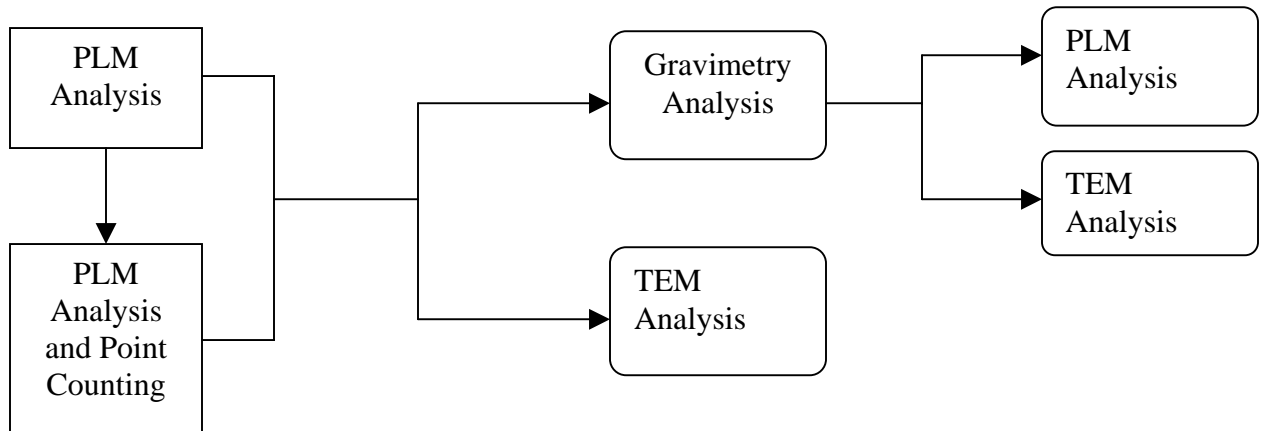 PLM
Analysis
PLM
Analysis
and Point
Counting
Gravimetry
Analysis
TEM
Analysis
PLM
Analysis
TEM
Analysis